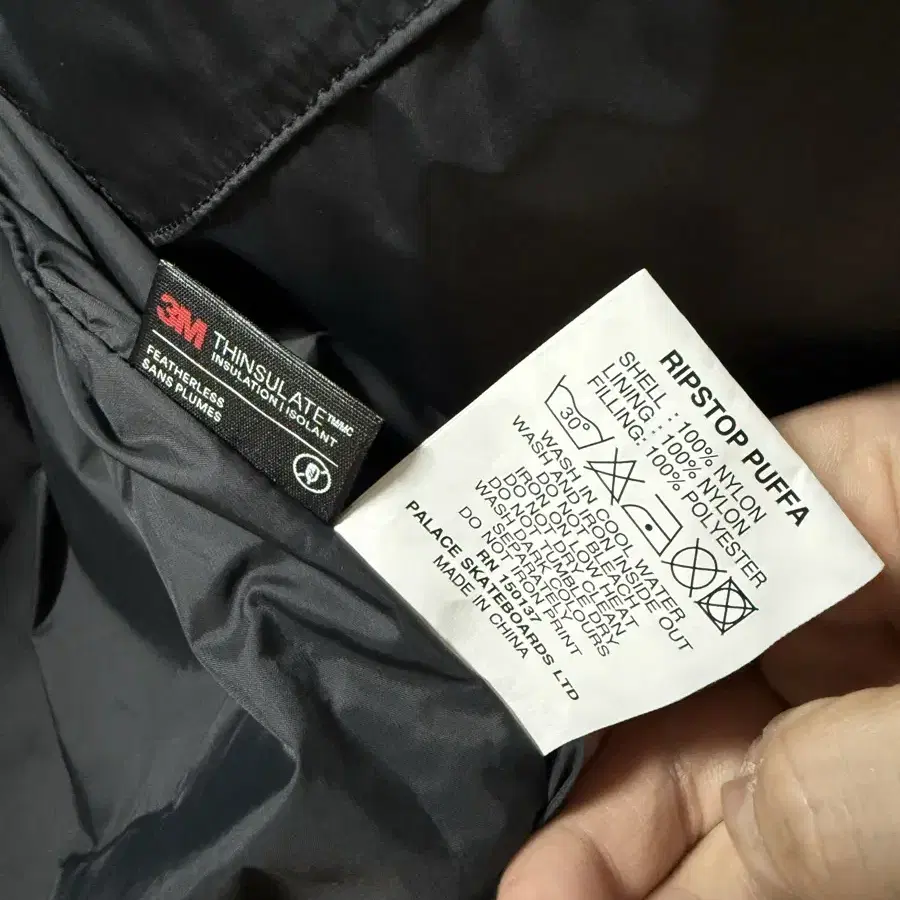 3M THINSULATE™/MC
INSULATION | ISOLANT
FEATHERLESS
SANS PLUMES
RIPSTOP PUFFA
SHELL : 100% NYLON
LINING : 100% NYLON
FILLING: 100% POLYESTER
30°
WASH IN COOL WATER
WASH AND IRON INSIDE OUT
IRON ON LOW HEAT
DO NOT BLEACH
DO NOT TUMBLE DRY
DO NOT DRY CLEAN
WASH DARK COLOURS
SEPARATELY
DO NOT IRON PRINT
RN 150137
PALACE SKATEBOARDS LTD
MADE IN CHINA